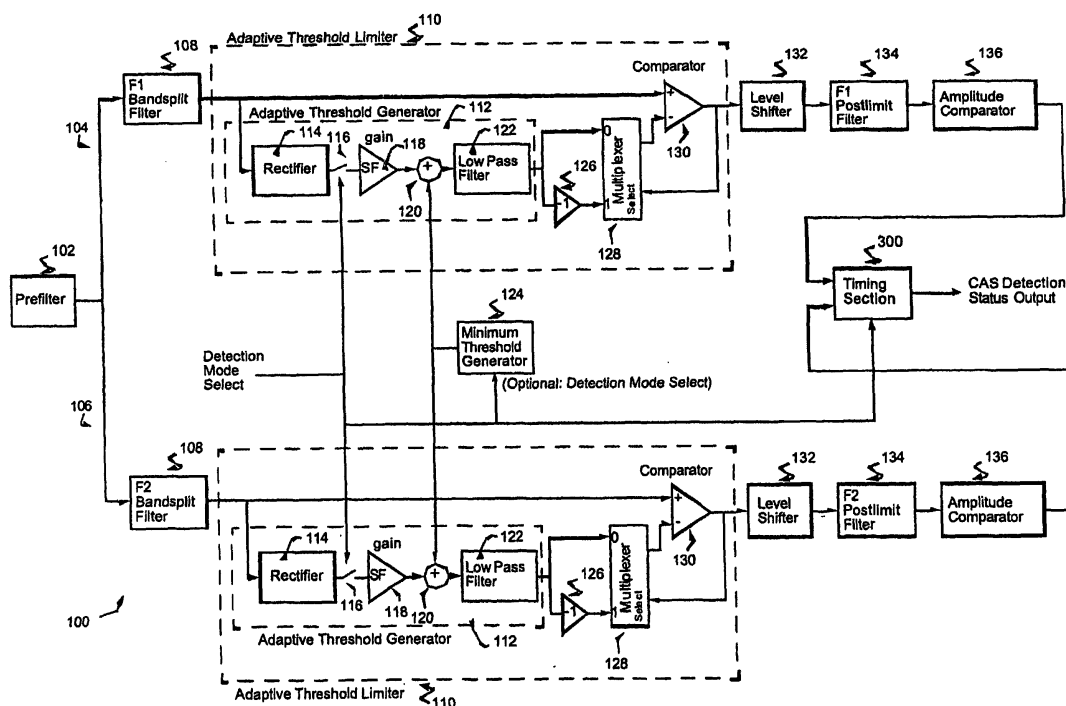 110
Adaptive Threshold Limiter
108
F1
Bandsplit
Filter
Comparator
+
-
130
132
Level
Shifter
134
F1
Postlimit
Filter
136
Amplitude
Comparator
104
Adaptive Threshold Generator
112
114
Rectifier
116
gain
SF
118
+
120
122
Low Pass
Filter
126
-1
0
1
Multiplexer
Select
128
102
Prefilter
124
Minimum
Threshold
Generator
(Optional: Detection Mode Select)
Detection
Mode
Select
300
Timing
Section
CAS Detection
Status Output
106
108
F2
Bandsplit
Filter
Comparator
+
-
130
132
Level
Shifter
134
F2
Postlimit
Filter
136
Amplitude
Comparator
114
Rectifier
116
gain
SF
118
+
120
122
Low Pass
Filter
126
-1
0
1
Multiplexer
Select
128
Adaptive Threshold Generator
112
100
Adaptive Threshold Limiter
110